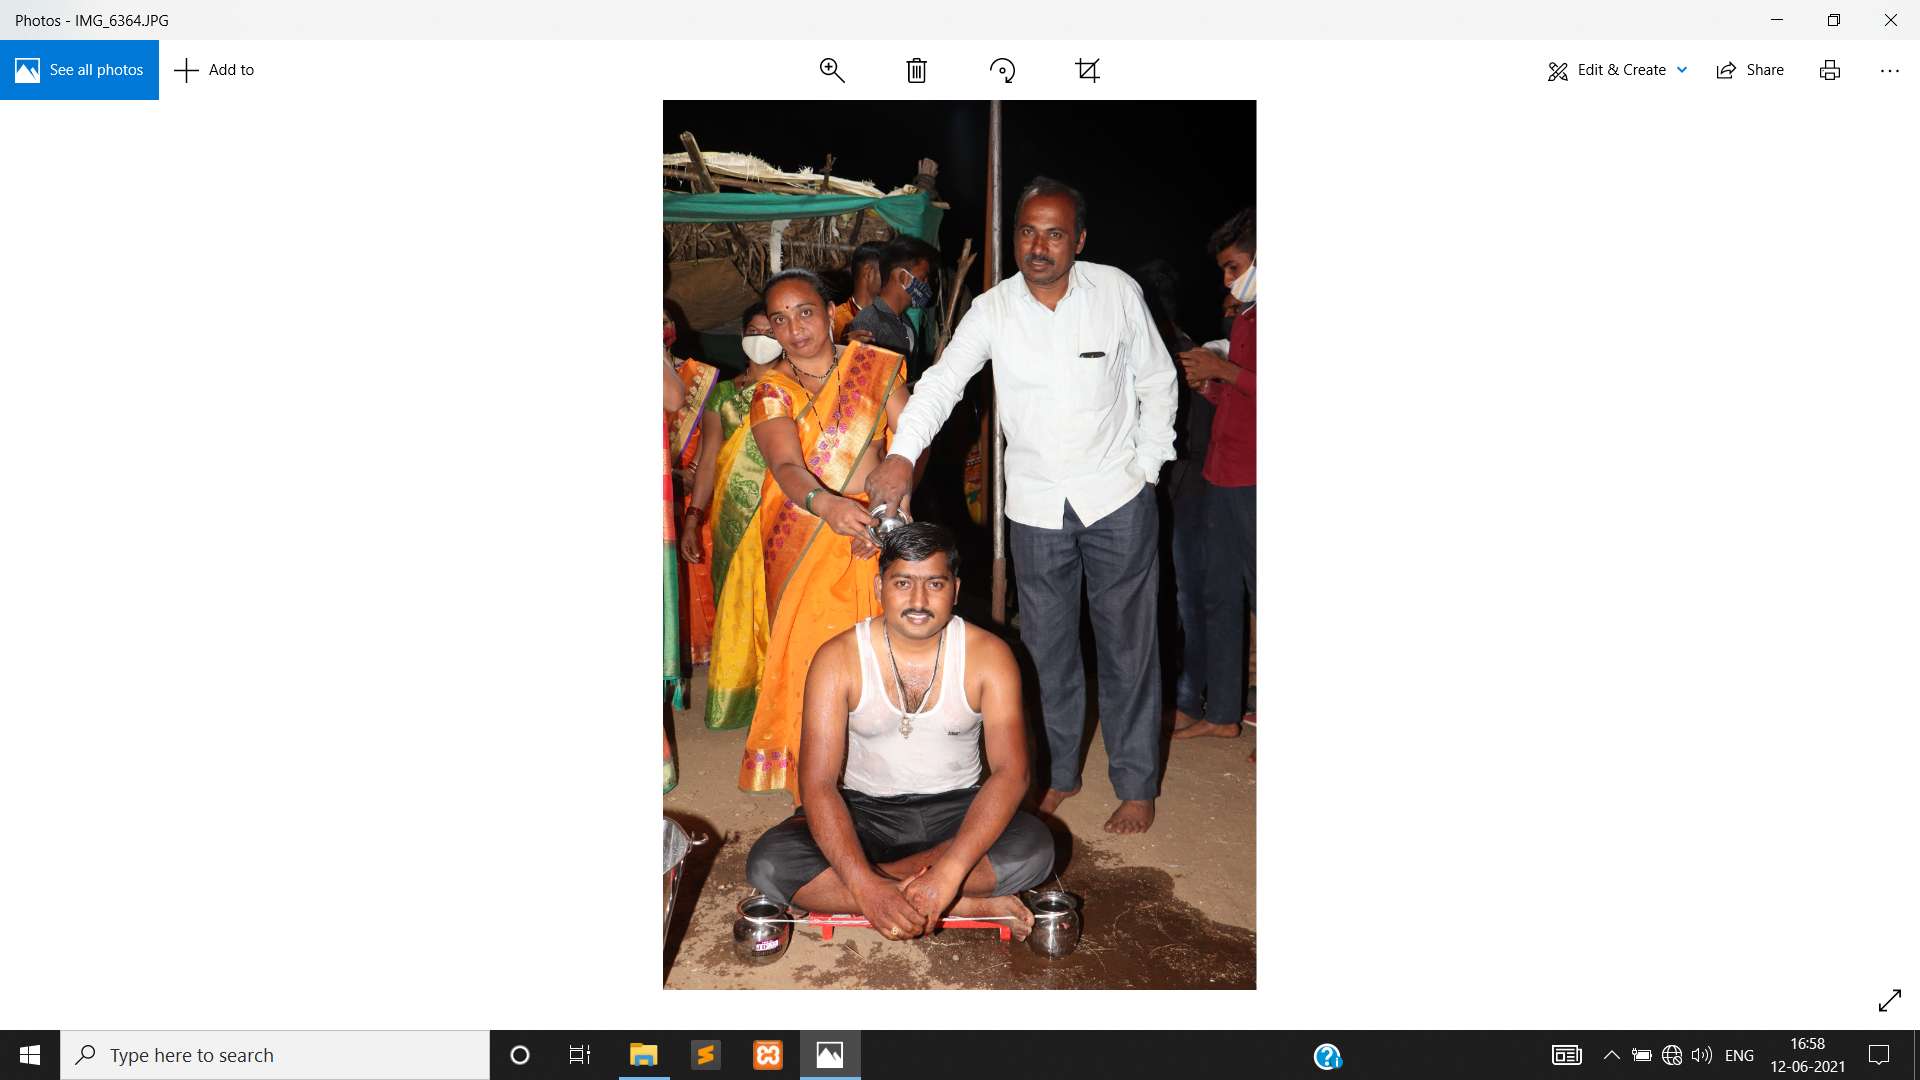 Photos - IMG_6364.JPG
See all photos
Add to
Edit & Create
Share
Type here to search
ENG
16:58
12-06-2021